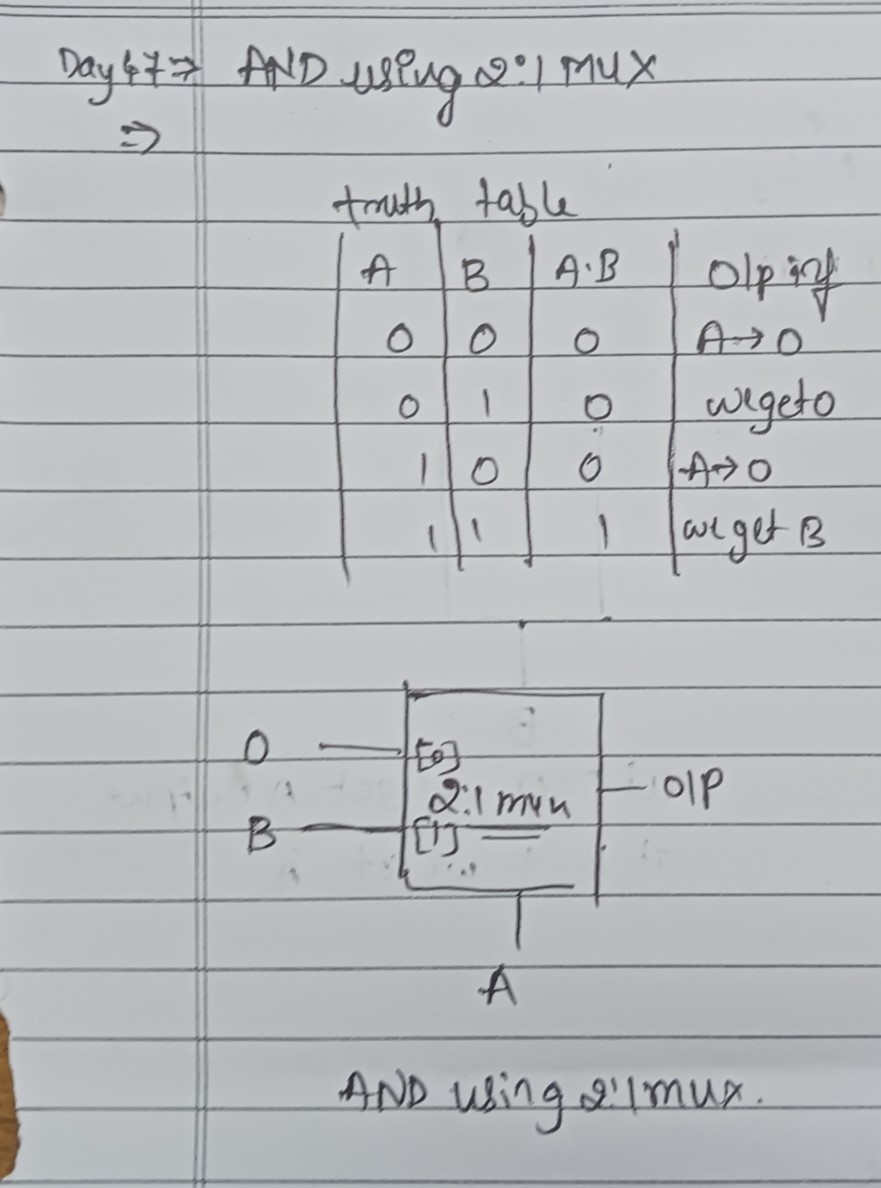 Day 47 ⇒ AND using 2:1 MUX
⇒
truth table
A B A·B O/p if
0 0 0 A→0
0 1 0 we get 0
1 0 0 A→0
1 1 1 we get B
0 [0]
2:1 mux O/P
B [1]
A
AND using 2:1 mux.